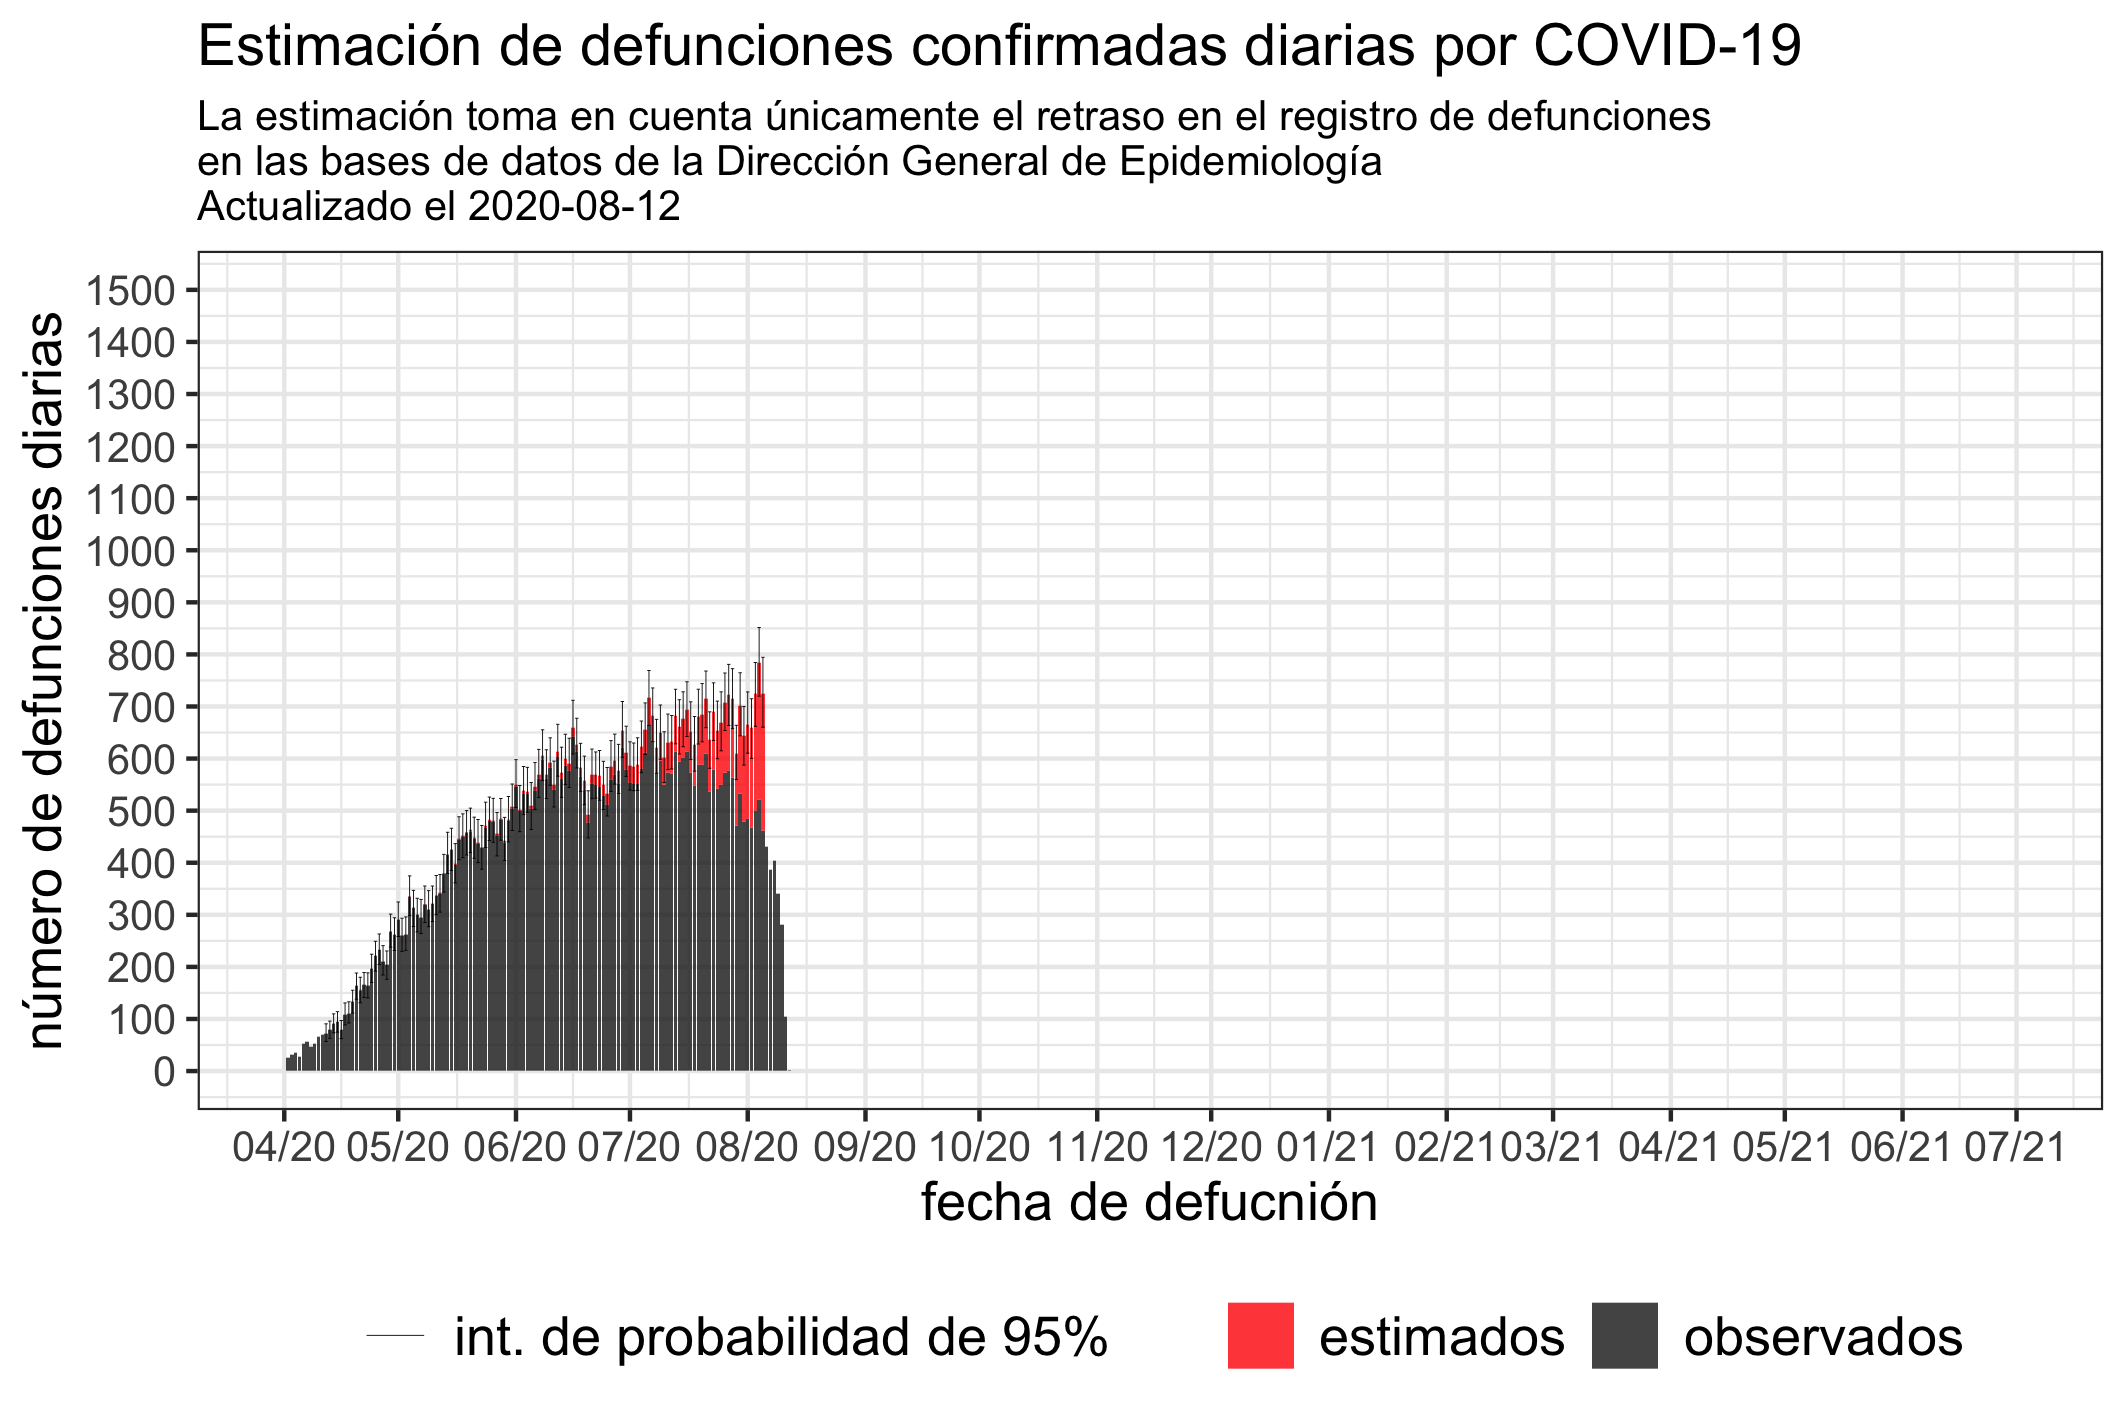 Estimación de defunciones confirmadas diarias por COVID-19
La estimación toma en cuenta únicamente el retraso en el registro de defunciones
en las bases de datos de la Dirección General de Epidemiología
Actualizado el 2020-08-12
número de defunciones diarias
1500
1400
1300
1200
1100
1000
900
800
700
600
500
400
300
200
100
0
04/20 05/20 06/20 07/20 08/20 09/20 10/20 11/20 12/20 01/21 02/21 03/21 04/21 05/21 06/21 07/21
fecha de defucnión
int. de probabilidad de 95% estimados observados